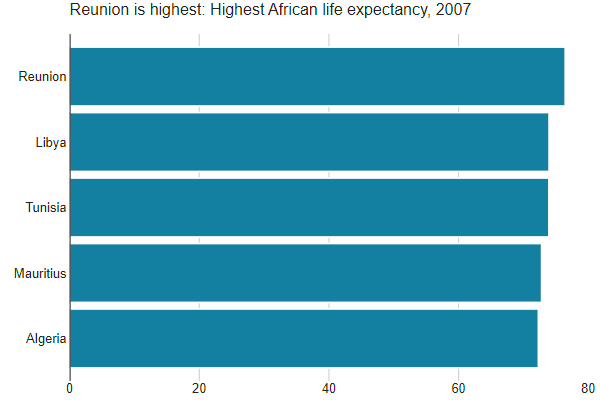 Reunion is highest: Highest African life expectancy, 2007
Reunion
Libya
Tunisia
Mauritius
Algeria
0 20 40 60 80